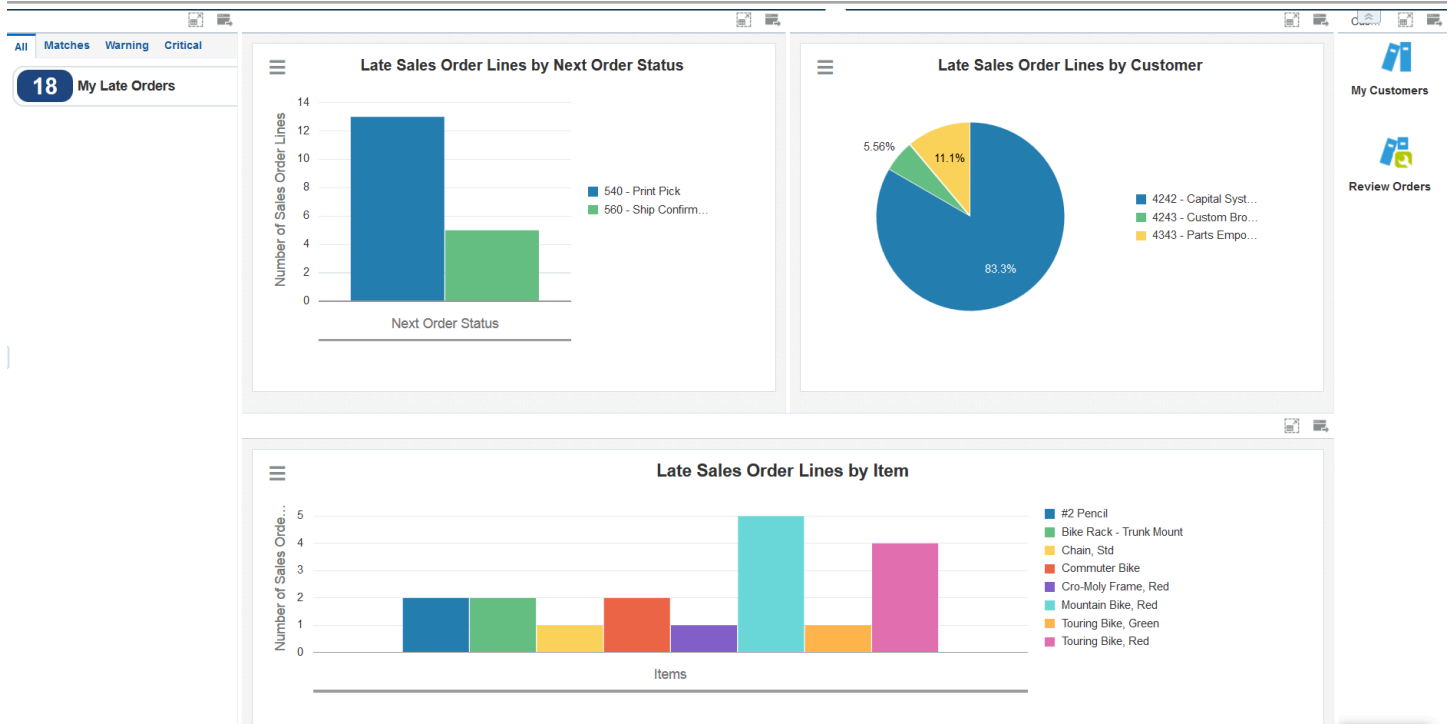 All Matches Warning Critical
18 My Late Orders
Late Sales Order Lines by Next Order Status
Number of Sales Order Lines
14
12
10
8
6
4
2
0
Next Order Status
540 - Print Pick
560 - Ship Confirm...
Late Sales Order Lines by Customer
5.56%
11.1%
83.3%
4242 - Capital Syst...
4243 - Custom Bro...
4343 - Parts Empo...
My Customers
Review Orders
Late Sales Order Lines by Item
Number of Sales Orde...
5
4
3
2
1
0
Items
#2 Pencil
Bike Rack - Trunk Mount
Chain, Std
Commuter Bike
Cro-Moly Frame, Red
Mountain Bike, Red
Touring Bike, Green
Touring Bike, Red